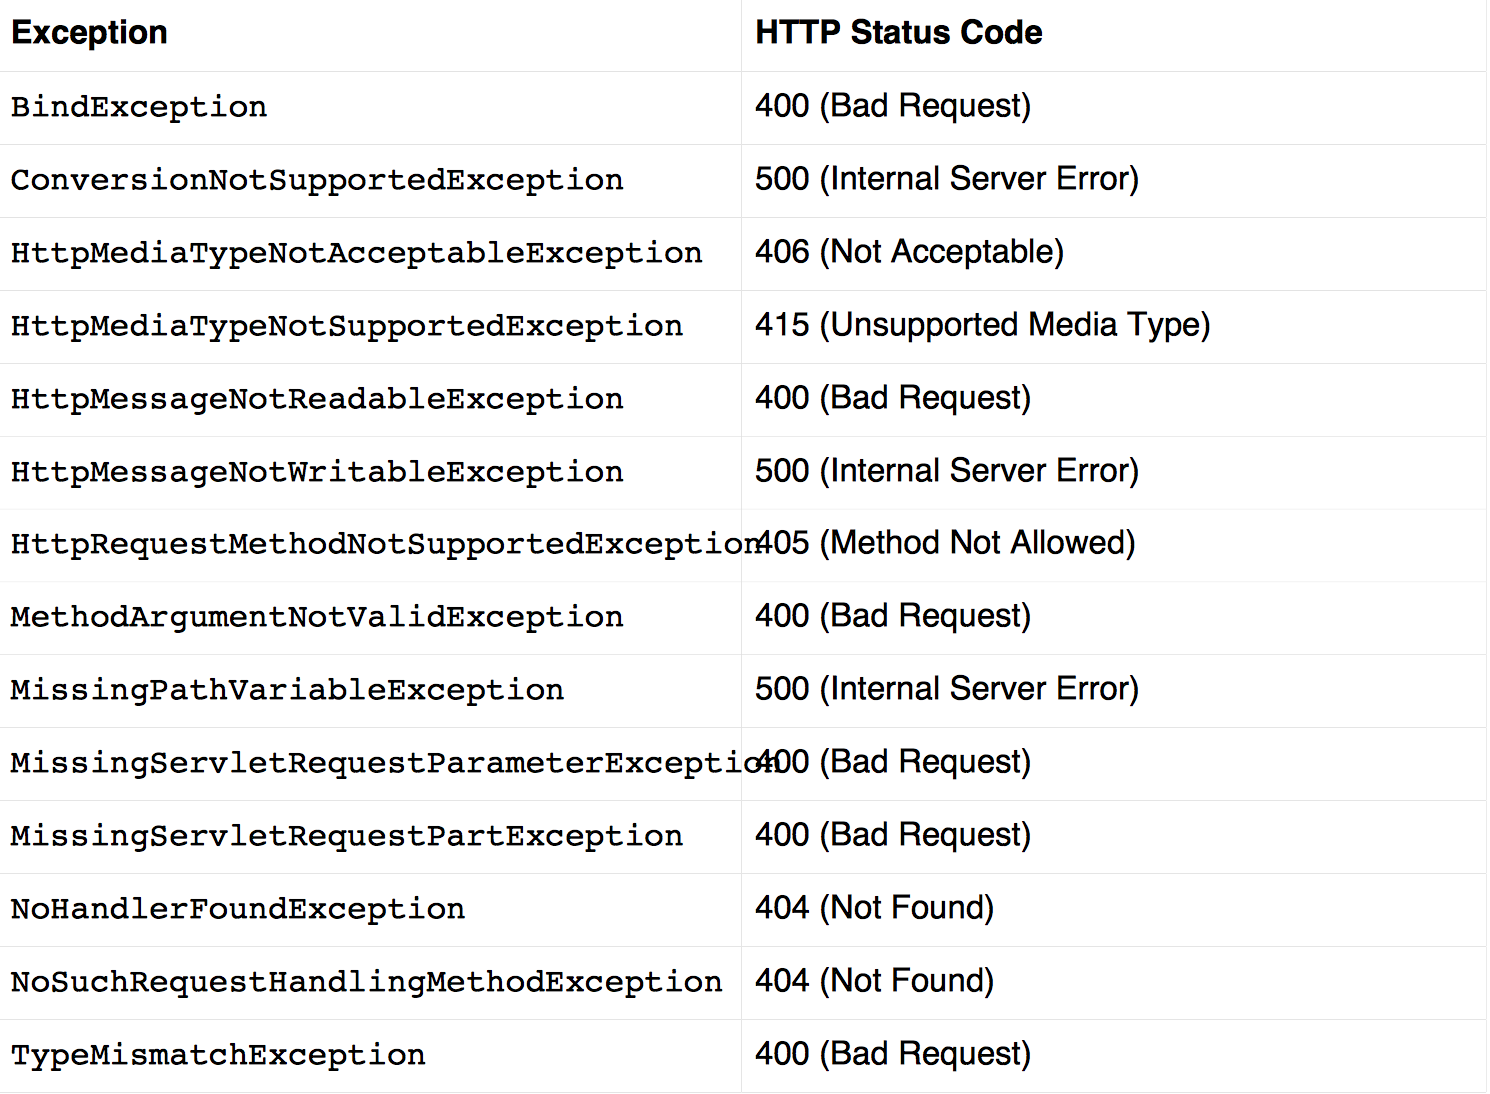 Exception HTTP Status Code
BindException 400 (Bad Request)
ConversionNotSupportedException 500 (Internal Server Error)
HttpMediaTypeNotAcceptableException 406 (Not Acceptable)
HttpMediaTypeNotSupportedException 415 (Unsupported Media Type)
HttpMessageNotReadableException 400 (Bad Request)
HttpMessageNotWritableException 500 (Internal Server Error)
HttpRequestMethodNotSupportedException 405 (Method Not Allowed)
MethodArgumentNotValidException 400 (Bad Request)
MissingPathVariableException 500 (Internal Server Error)
MissingServletRequestParameterException 400 (Bad Request)
MissingServletRequestPartException 400 (Bad Request)
NoHandlerFoundException 404 (Not Found)
NoSuchRequestHandlingMethodException 404 (Not Found)
TypeMismatchException 400 (Bad Request)